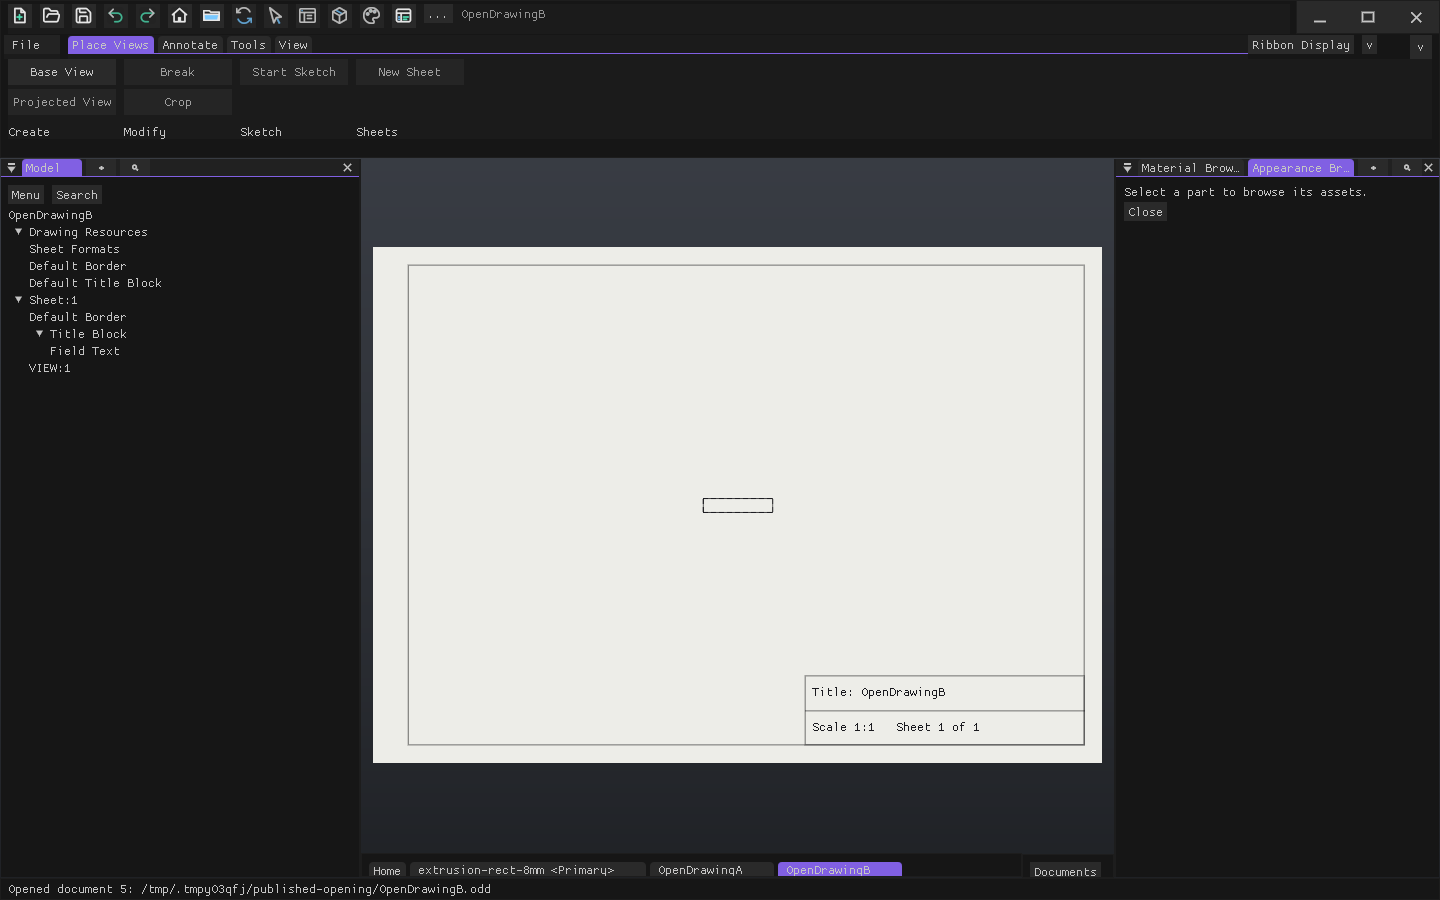 ... OpenDrawingB
File Place Views Annotate Tools View Ribbon Display v v
Base View Break Start Sketch New Sheet
Projected View Crop
Create Modify Sketch Sheets
Model
Material Brow… Appearance Br…
Menu Search
Select a part to browse its assets.
Close
OpenDrawingB
Drawing Resources
Sheet Formats
Default Border
Default Title Block
Sheet:1
Default Border
Title Block
Field Text
VIEW:1
Title: OpenDrawingB
Scale 1:1 Sheet 1 of 1
Home extrusion-rect-8mm <Primary> OpenDrawingA OpenDrawingB Documents
Opened document 5: /tmp/.tmpyO3qfj/published-opening/OpenDrawingB.odd